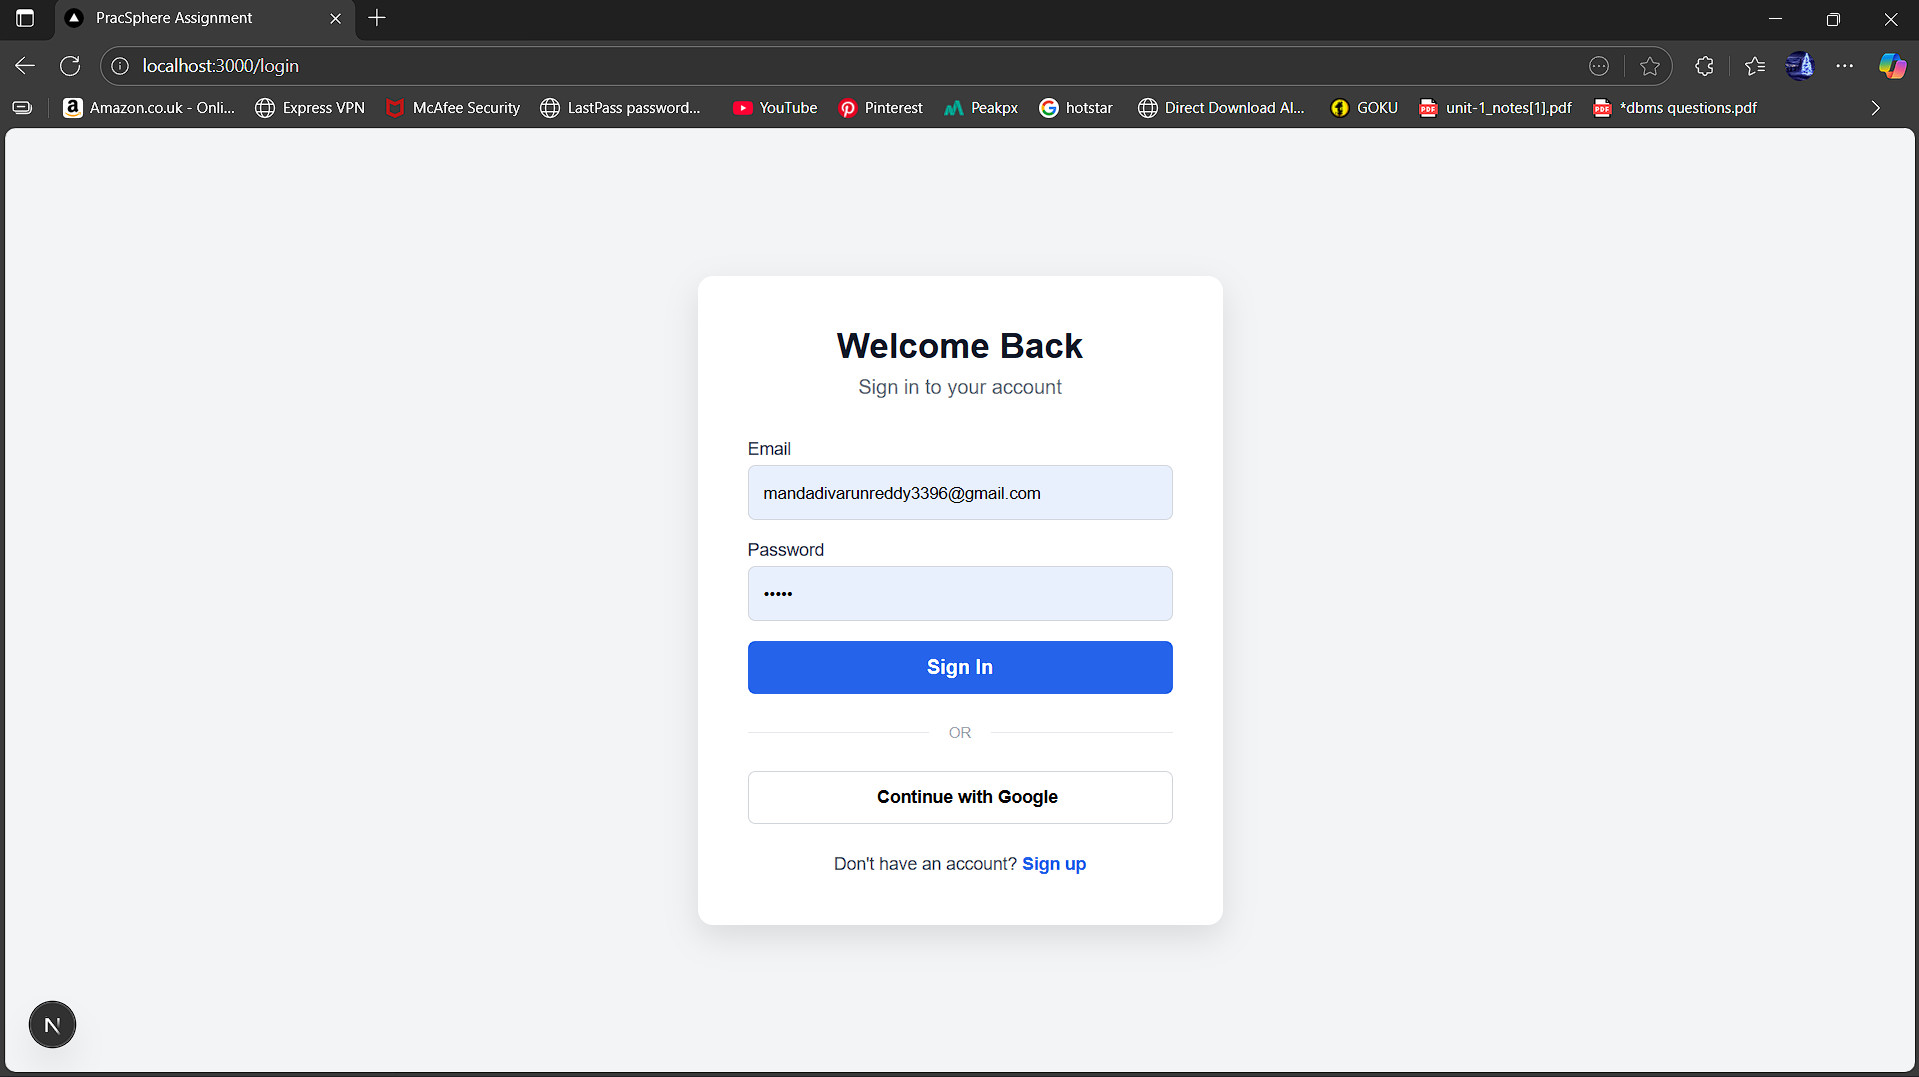 PracSphere Assignment
localhost:3000/login
Amazon.co.uk - Onli... Express VPN McAfee Security LastPass password... YouTube Pinterest Peakpx hotstar Direct Download Al... GOKU unit-1_notes[1].pdf *dbms questions.pdf
Welcome Back
Sign in to your account
Email
mandadivarunreddy3396@gmail.com
Password
•••••
Sign In
OR
Continue with Google
Don't have an account? Sign up
N